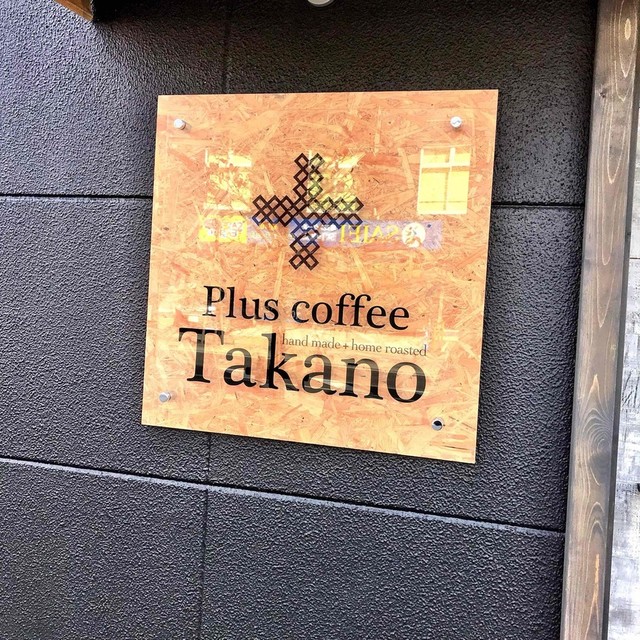 Plus coffee
hand made + home roasted
Takano